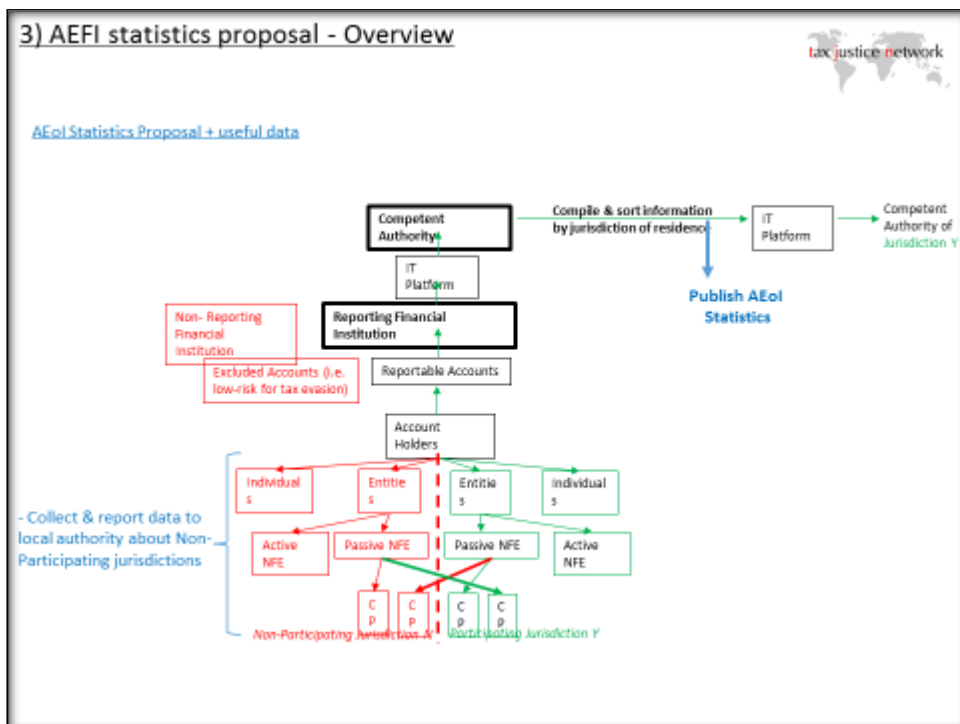 3) AEFI statistics proposal - Overview
tax justice network
AEoI Statistics Proposal + useful data
Competent
Authority
Compile & sort information
by jurisdiction of residence
IT
Platform
Competent
Authority of
Jurisdiction Y
IT
Platform
Publish AEoI
Statistics
Non- Reporting
Financial
Institution
Reporting Financial
Institution
Excluded Accounts (i.e.
low-risk for tax evasion)
Reportable Accounts
Account
Holders
Individual
s
Entitie
s
Entitie
s
Individual
s
- Collect & report data to
local authority about Non-
Participating jurisdictions
Active
NFE
Passive NFE
Passive NFE
Active
NFE
C
P
C
P
C
P
C
P
Non-Participating Jurisdiction N
Participating Jurisdiction Y